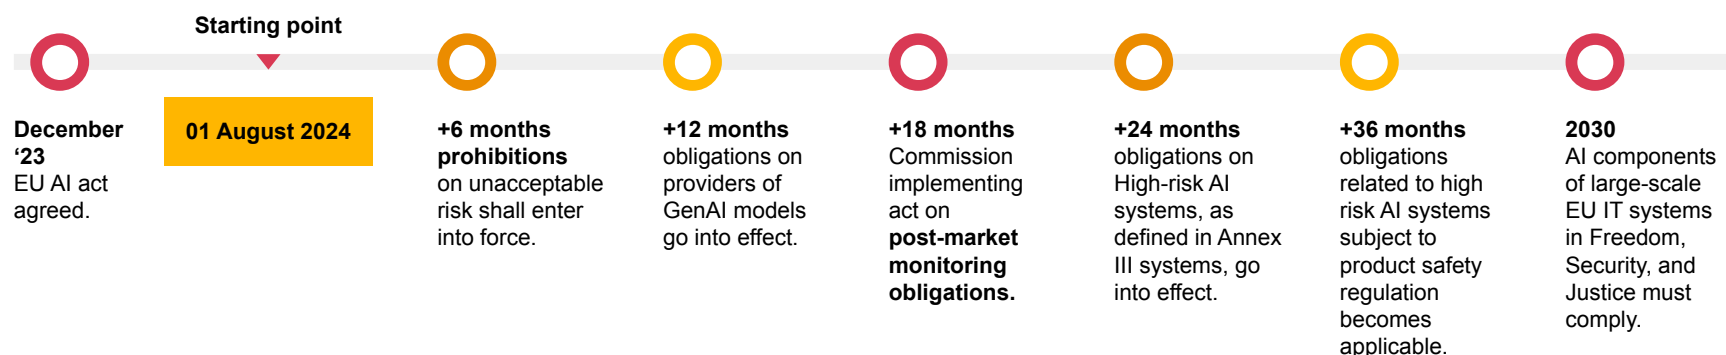 Starting point
December
‘23
EU AI act
agreed.
01 August 2024
+6 months
prohibitions
on unacceptable
risk shall enter
into force.
+12 months
obligations on
providers of
GenAI models
go into effect.
+18 months
Commission
implementing
act on
post-market
monitoring
obligations.
+24 months
obligations on
High-risk AI
systems, as
defined in Annex
III systems, go
into effect.
+36 months
obligations
related to high
risk AI systems
subject to
product safety
regulation
becomes
applicable.
2030
AI components
of large-scale
EU IT systems
in Freedom,
Security, and
Justice must
comply.